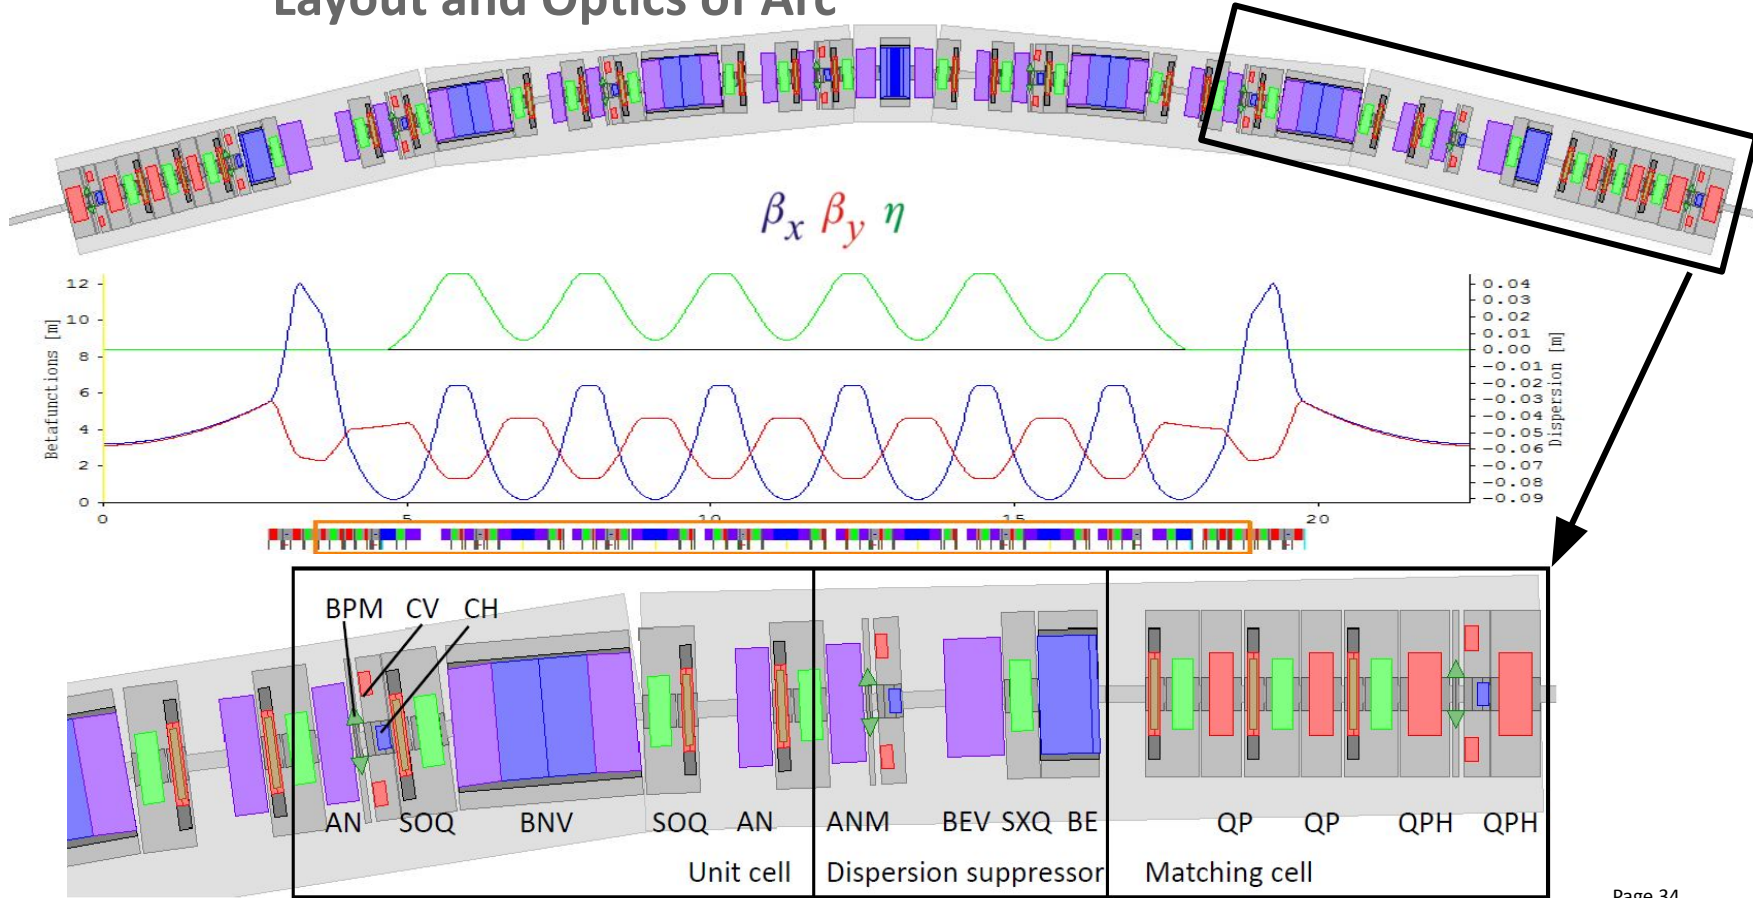 Layout and Optics of Arc
βx βy η
Betafunctions [m]
12
10
8
6
4
2
0
0.04
0.03
0.02
0.01
0.00
−0.01
−0.02
−0.03
−0.04
−0.05
−0.06
−0.07
−0.08
−0.09
Dispersion [m]
0 5 10 15 20
BPM CV CH
AN SOQ BNV SOQ AN ANM BEV SXQ BE QP QP QPH QPH
Unit cell Dispersion suppressor Matching cell
Page 34